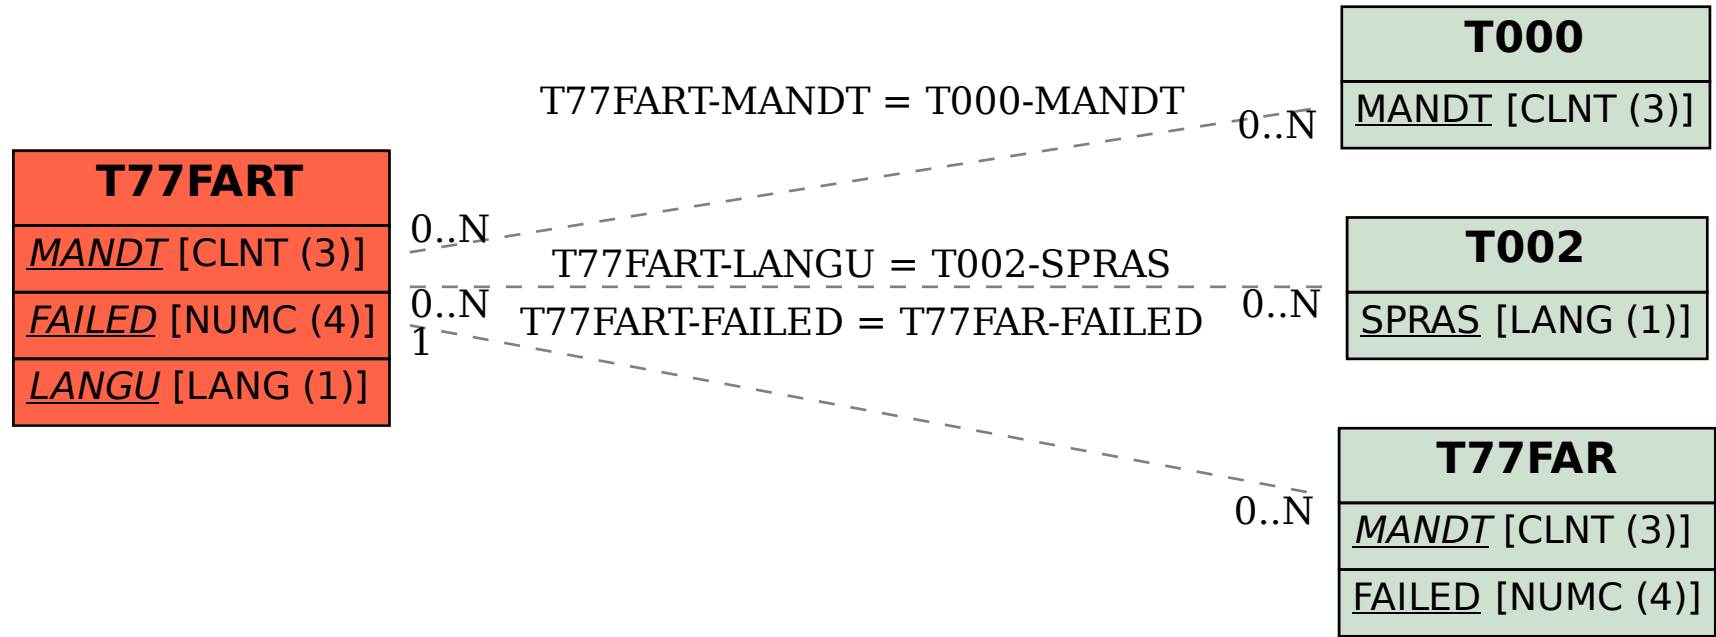 T000
MANDT [CLNT (3)]
T77FART-MANDT = T000-MANDT
0..N
T77FART
MANDT [CLNT (3)]
FAILED [NUMC (4)]
LANGU [LANG (1)]
0..N
T77FART-LANGU = T002-SPRAS
0..N
0..N
T002
SPRAS [LANG (1)]
T77FART-FAILED = T77FAR-FAILED
1
0..N
T77FAR
MANDT [CLNT (3)]
FAILED [NUMC (4)]